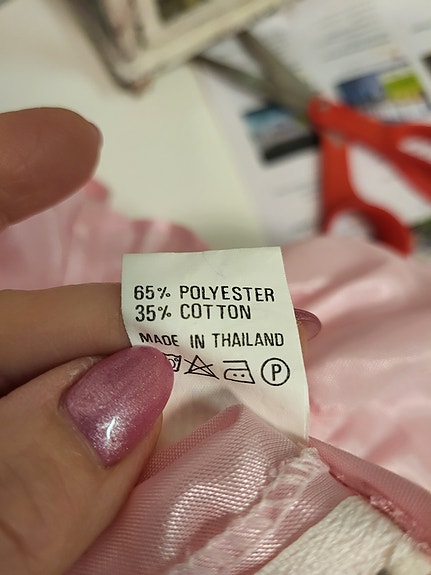 65% POLYESTER
35% COTTON
MADE IN THAILAND
P